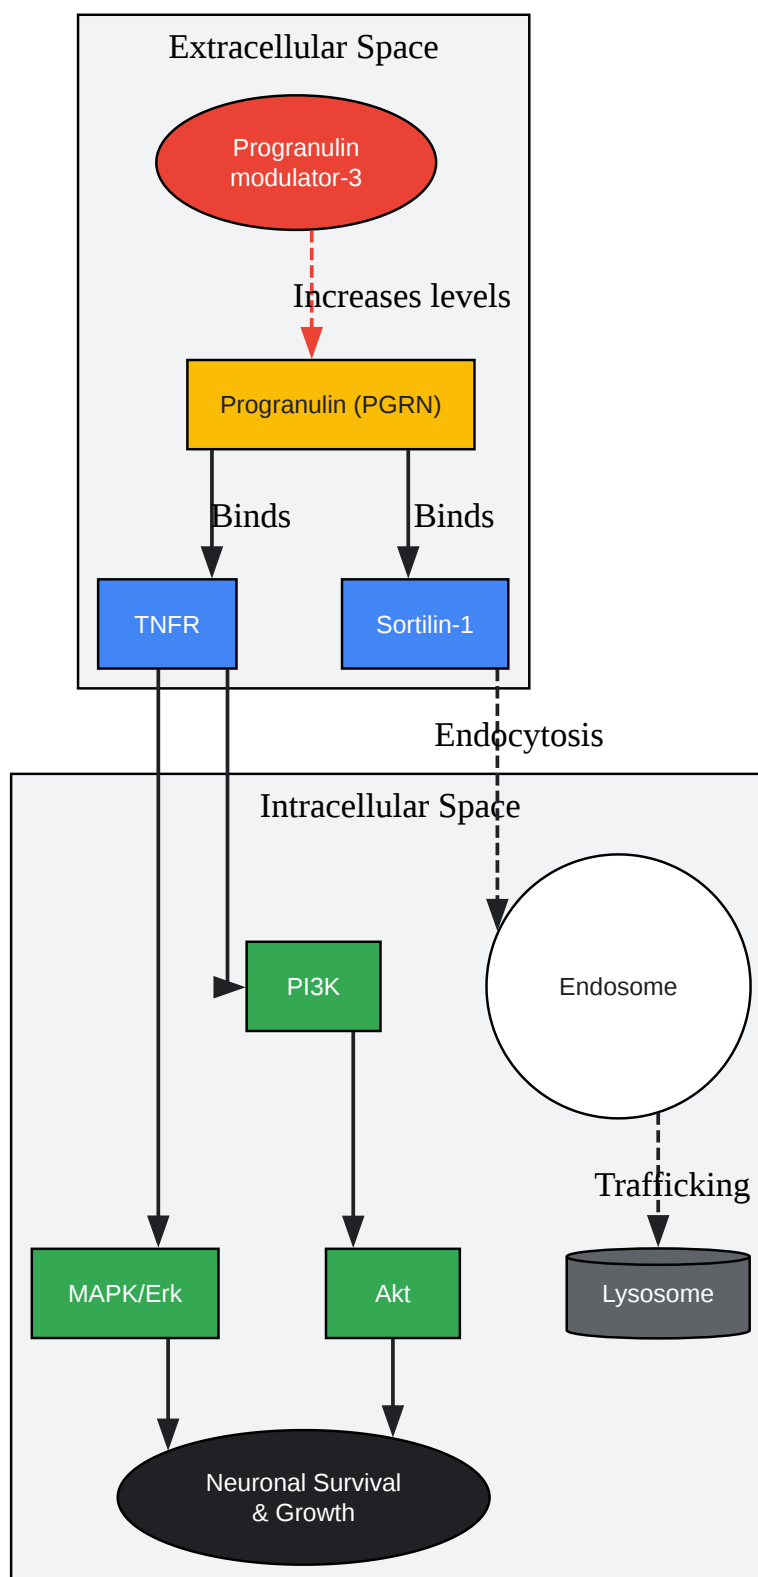 Extracellular Space
Progranulin
modulator-3
Increases levels
Progranulin (PGRN)
Binds
Binds
TNFR
Sortilin-1
Endocytosis
Intracellular Space
PI3K
Endosome
Trafficking
MAPK/Erk
Akt
Lysosome
Neuronal Survival
& Growth